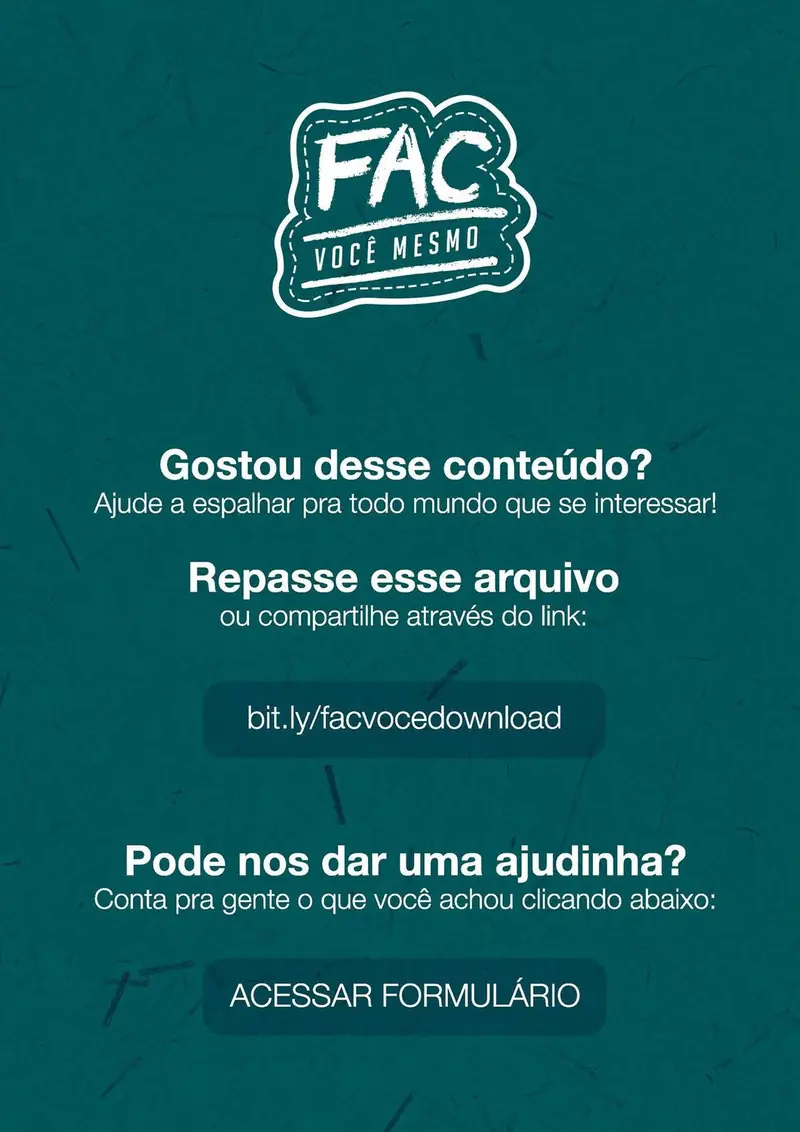 FAC
VOCÊ MESMO
Gostou desse conteúdo?
Ajude a espalhar pra todo mundo que se interessar!
Repasse esse arquivo
ou compartilhe através do link:
bit.ly/facvocedownload
Pode nos dar uma ajudinha?
Conta pra gente o que você achou clicando abaixo:
ACESSAR FORMULÁRIO